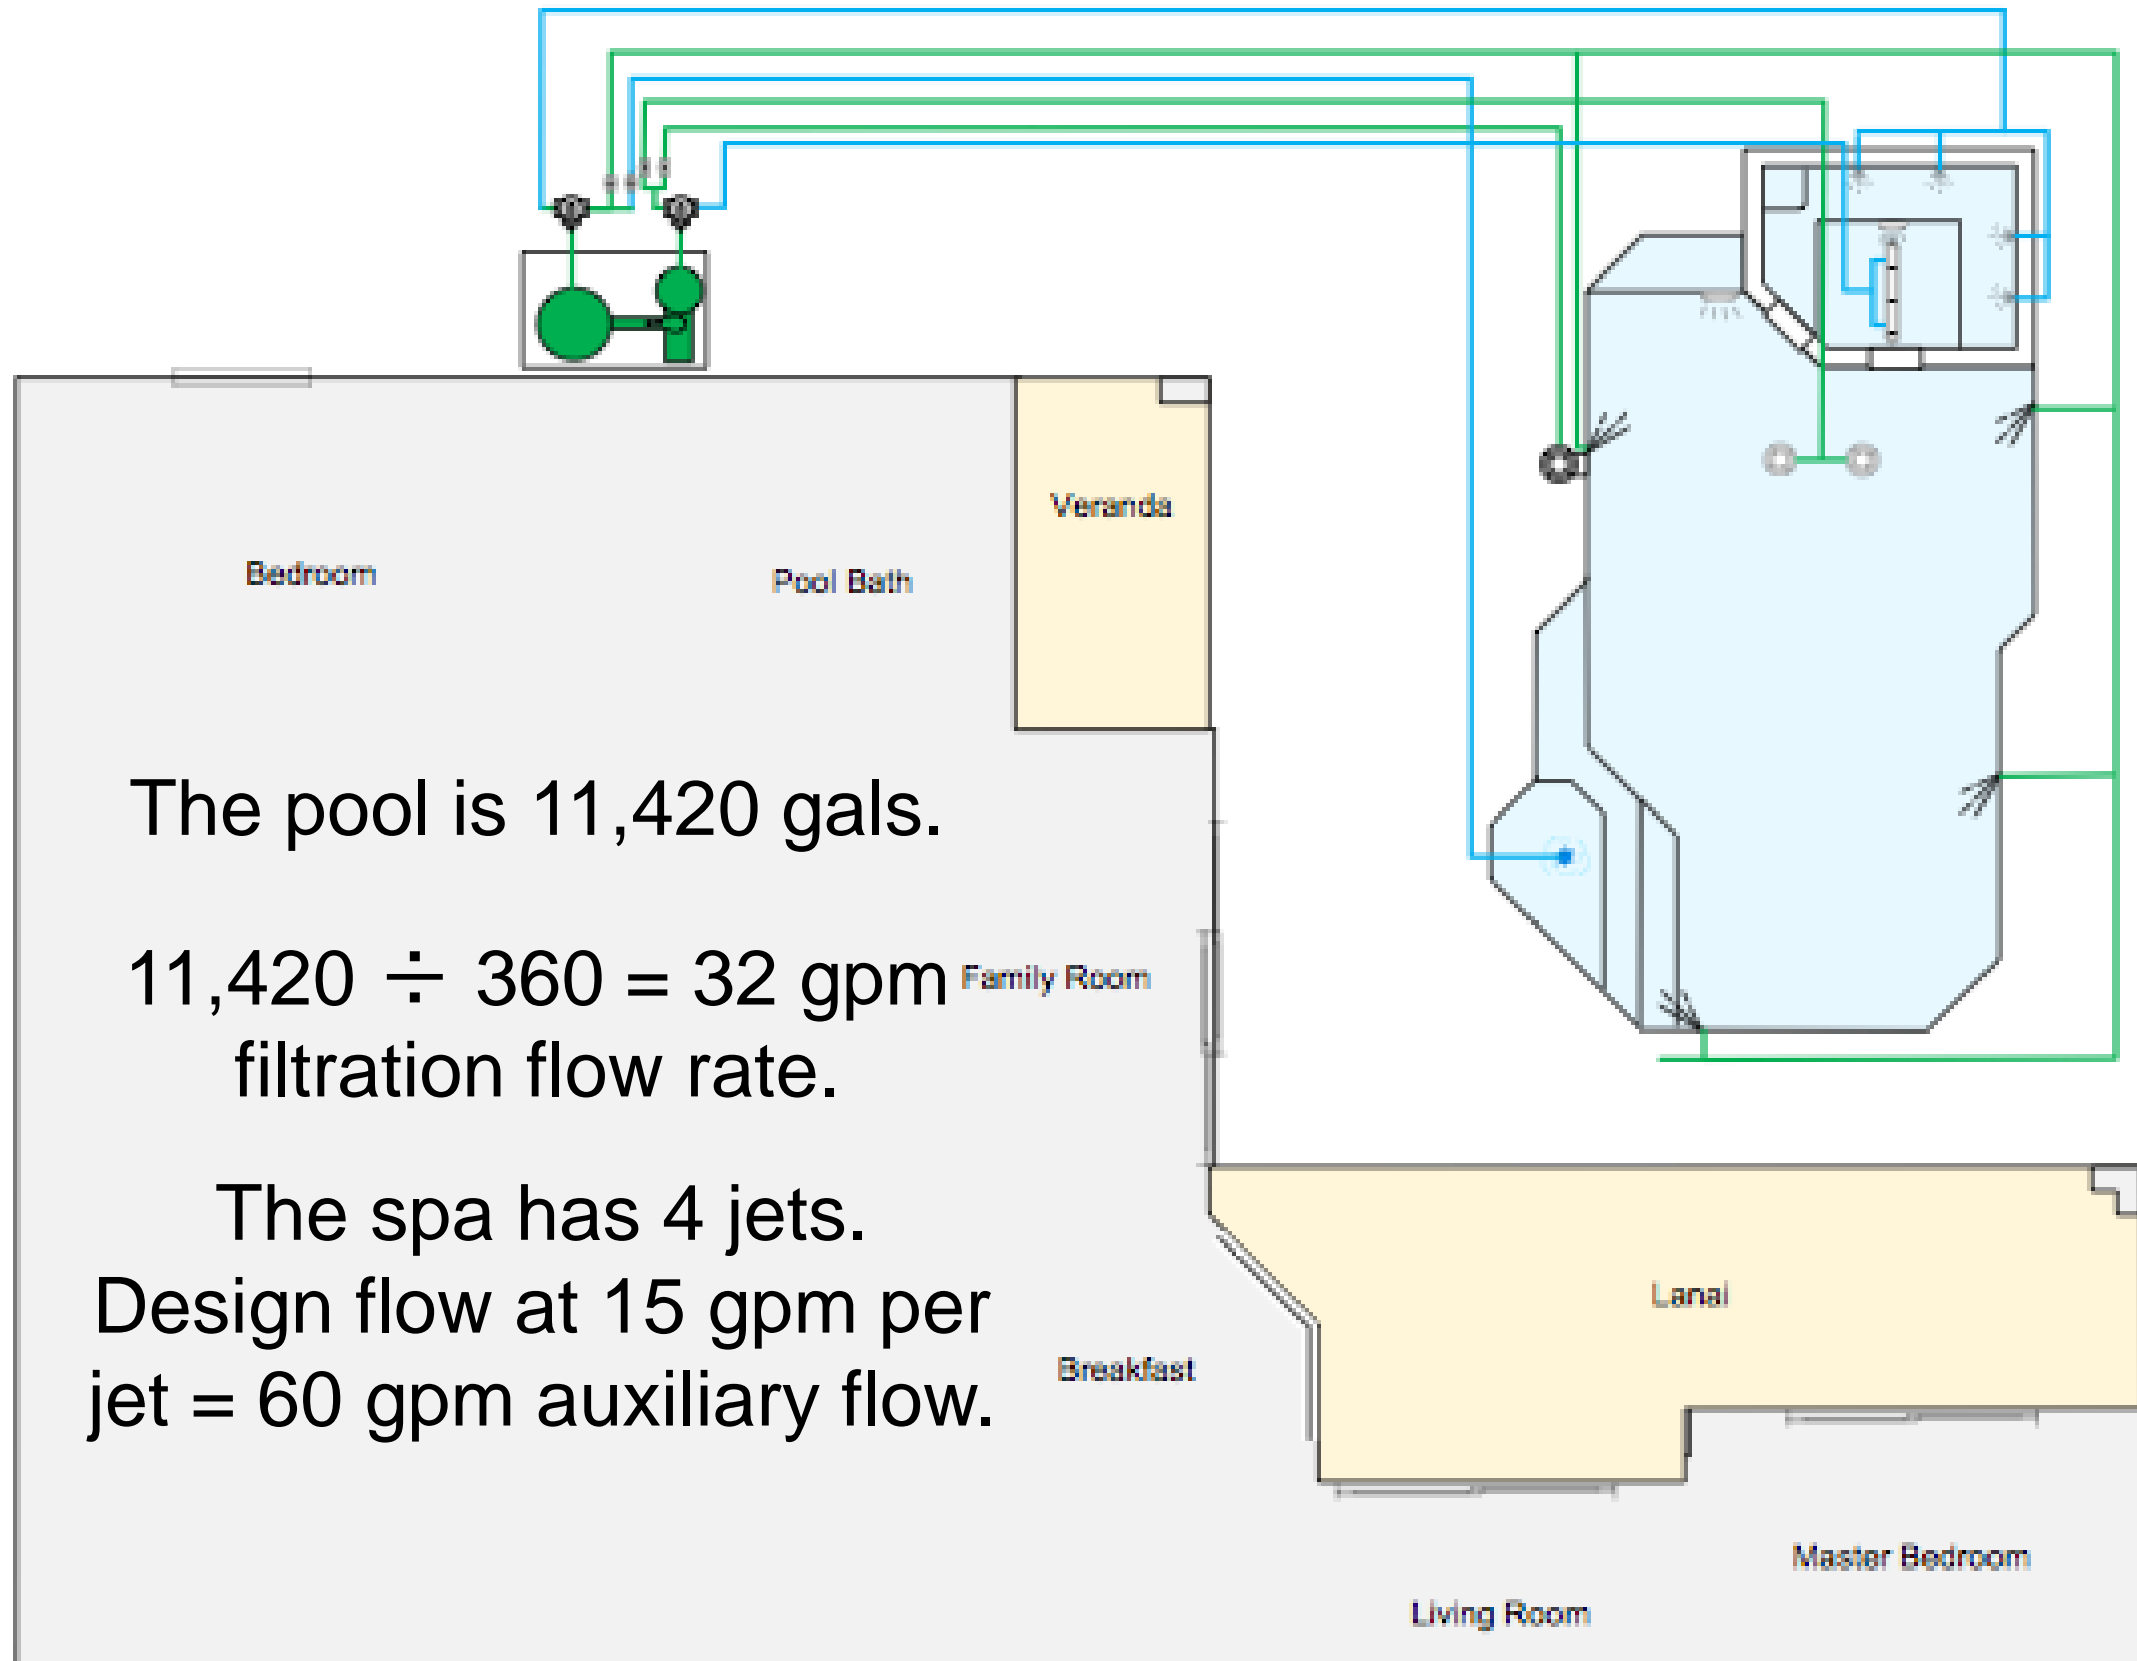 Veranda
Bedroom
Pool Bath
The pool is 11,420 gals.
11,420 ÷ 360 = 32 gpm
filtration flow rate.
Family Room
The spa has 4 jets.
Design flow at 15 gpm per
jet = 60 gpm auxiliary flow.
Lanai
Breakfast
Master Bedroom
Living Room